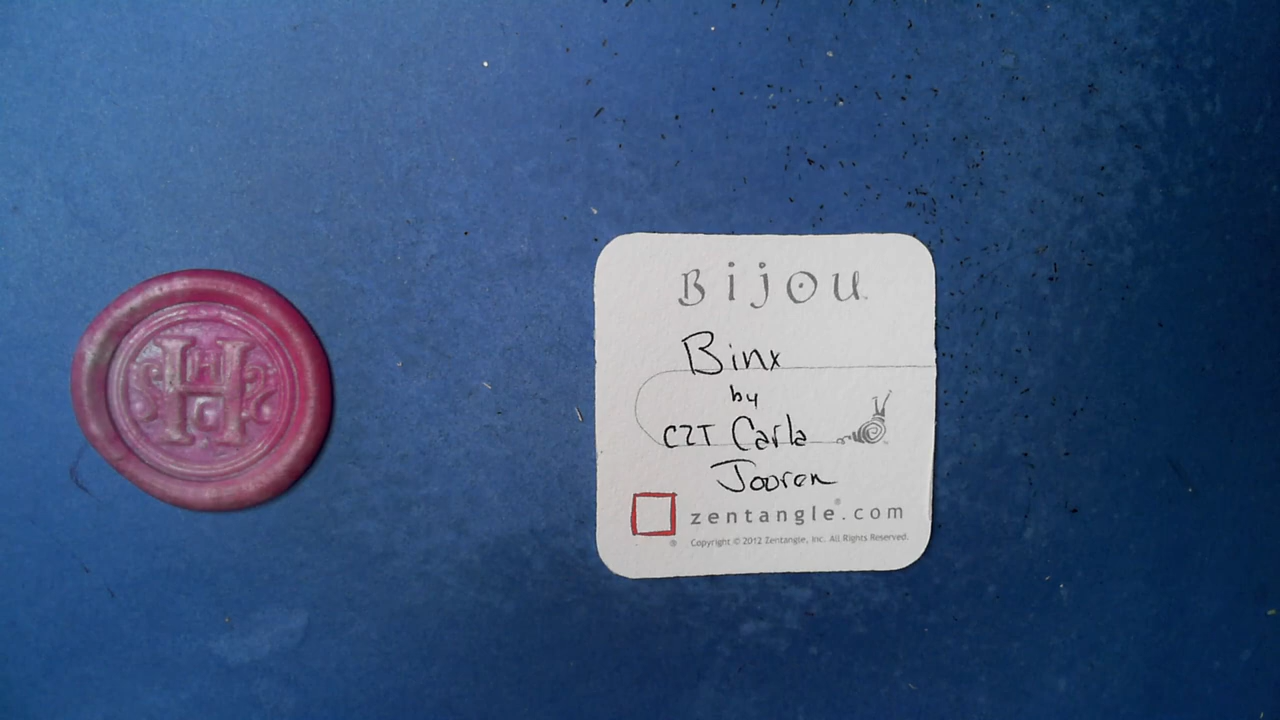 H
Bijou
Binx
by
CZT Carla
Jooren
zentangle®.com
® Copyright © 2012 Zentangle, Inc. All Rights Reserved.